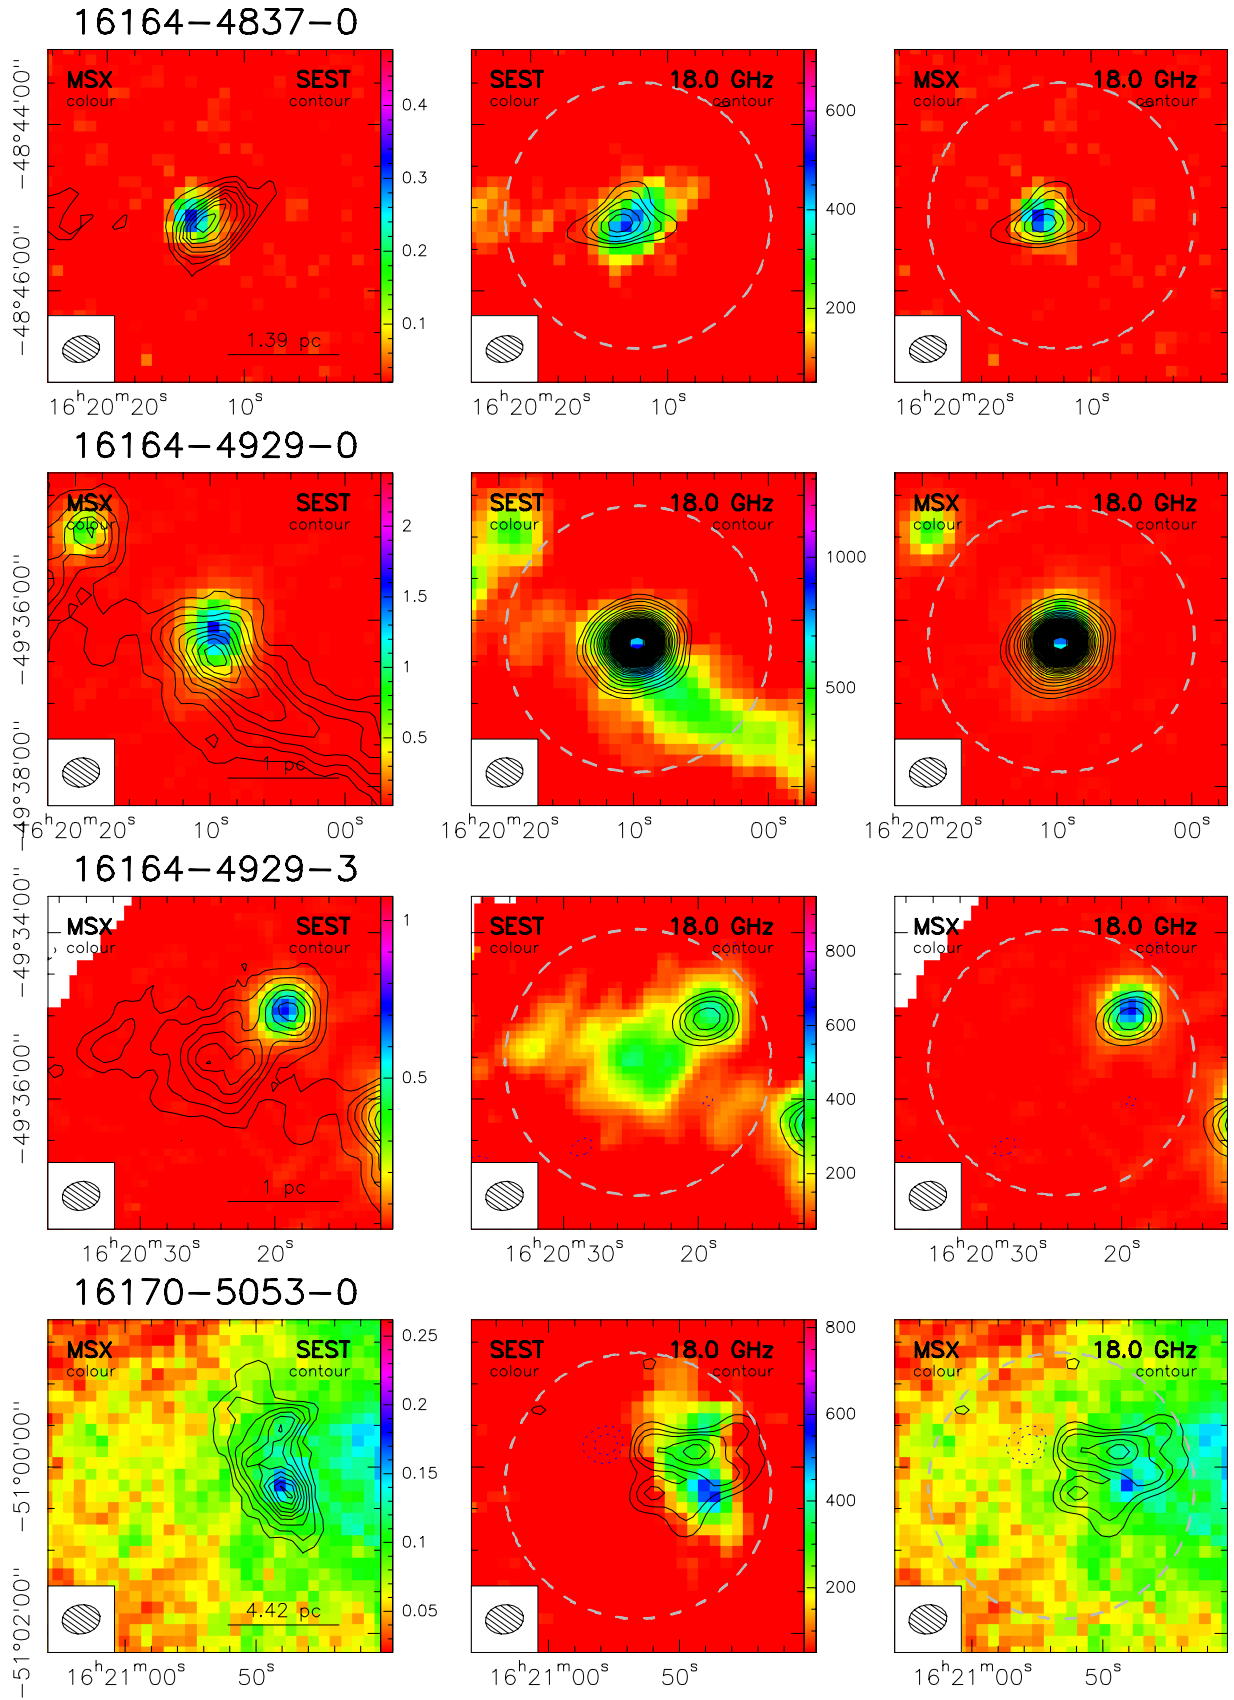 16164−4837−0
MSX SEST
colour contour
SEST 18.0 GHz
colour contour
MSX 18.0 GHz
colour contour
−48°44'00"
−48°46'00"
0.4
0.3
0.2
0.1
600
400
200
1.39 pc
16h20m20s 10s
16h20m20s 10s
16h20m20s 10s
16164−4929−0
MSX SEST
colour contour
SEST 18.0 GHz
colour contour
MSX 18.0 GHz
colour contour
−49°36'00"
−49°38'00"
2
1.5
1
0.5
1000
500
1 pc
16h20m20s 10s 00s
16h20m20s 10s 00s
16h20m20s 10s 00s
16164−4929−3
MSX SEST
colour contour
SEST 18.0 GHz
colour contour
MSX 18.0 GHz
colour contour
−49°34'00"
−49°36'00"
1
0.5
800
600
400
200
1 pc
16h20m30s 20s
16h20m30s 20s
16h20m30s 20s
16170−5053−0
MSX SEST
colour contour
SEST 18.0 GHz
colour contour
MSX 18.0 GHz
colour contour
−51°00'00"
−51°02'00"
0.25
0.2
0.15
0.1
0.05
800
600
400
200
4.42 pc
16h21m00s 50s
16h21m00s 50s
16h21m00s 50s